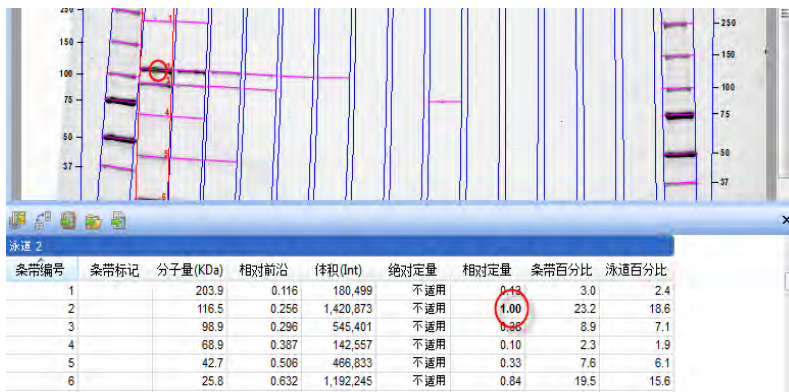 250
250
150
150
100
100
75
75
50
50
37
37
泳道 2
条带编号 条带标记 分子量(KDa) 相对前沿 体积(Int) 绝对定量 相对定量 条带百分比 泳道百分比
1 203.9 0.116 180,499 不适用 0.13 3.0 2.4
2 116.5 0.256 1,420,873 不适用 1.00 23.2 18.6
3 98.9 0.296 545,401 不适用 0.38 8.9 7.1
4 68.9 0.387 142,557 不适用 0.10 2.3 1.9
5 42.7 0.506 466,833 不适用 0.33 7.6 6.1
6 25.8 0.632 1,192,245 不适用 0.84 19.5 15.6